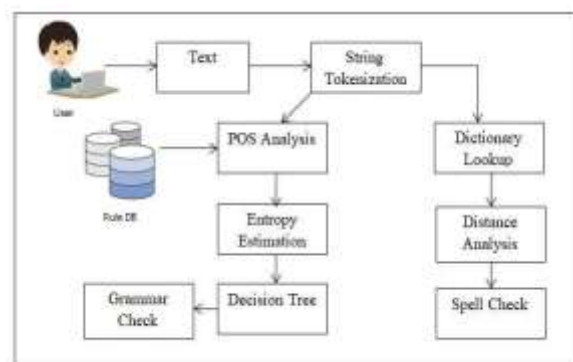 Text
String
Tokenization
User
POS Analysis
Dictionary
Lookup
Rule DB
Entropy
Estimation
Distance
Analysis
Grammar
Check
Decision Tree
Spell Check